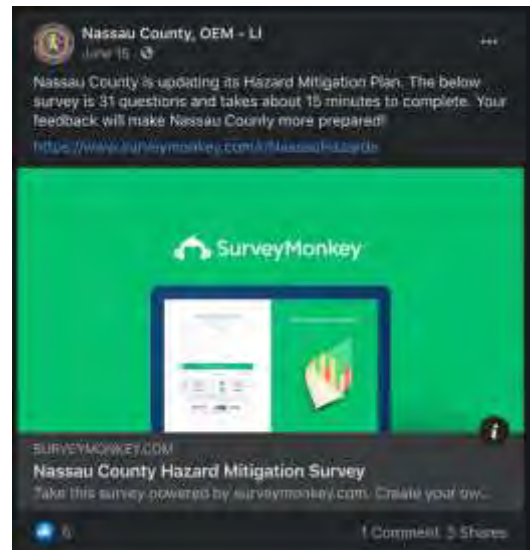 Nassau County, OEM - LI
June 15
Nassau County is updating its Hazard Mitigation Plan. The below
survey is 31 questions and takes about 15 minutes to complete. Your
feedback will make Nassau County more prepared!
https://www.surveymonkey.com/r/NassauHazards
SurveyMonkey
SURVEYMONKEY.COM
Nassau County Hazard Mitigation Survey
Take this survey powered by surveymonkey.com. Create your ow...
1 Comment 3 Shares